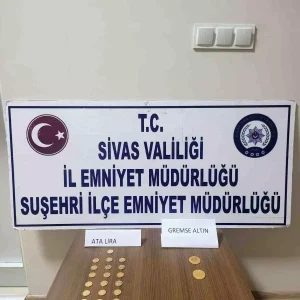 T.C.
SİVAS VALİLİĞİ
İL EMNİYET MÜDÜRLÜĞÜ
SUŞEHRİ İLÇE EMNİYET MÜDÜRLÜĞÜ
ATA LİRA
GREMSE ALTIN